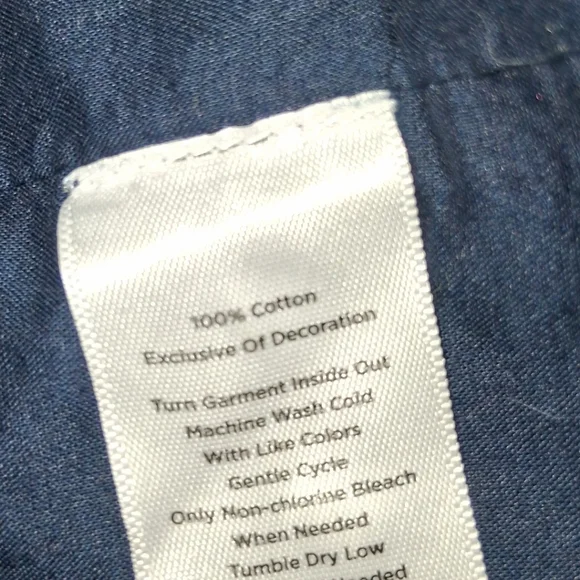 100% Cotton
Exclusive Of Decoration
Turn Garment Inside Out
Machine Wash Cold
With Like Colors
Gentle Cycle
Only Non-chlorine Bleach
When Needed
Tumble Dry Low